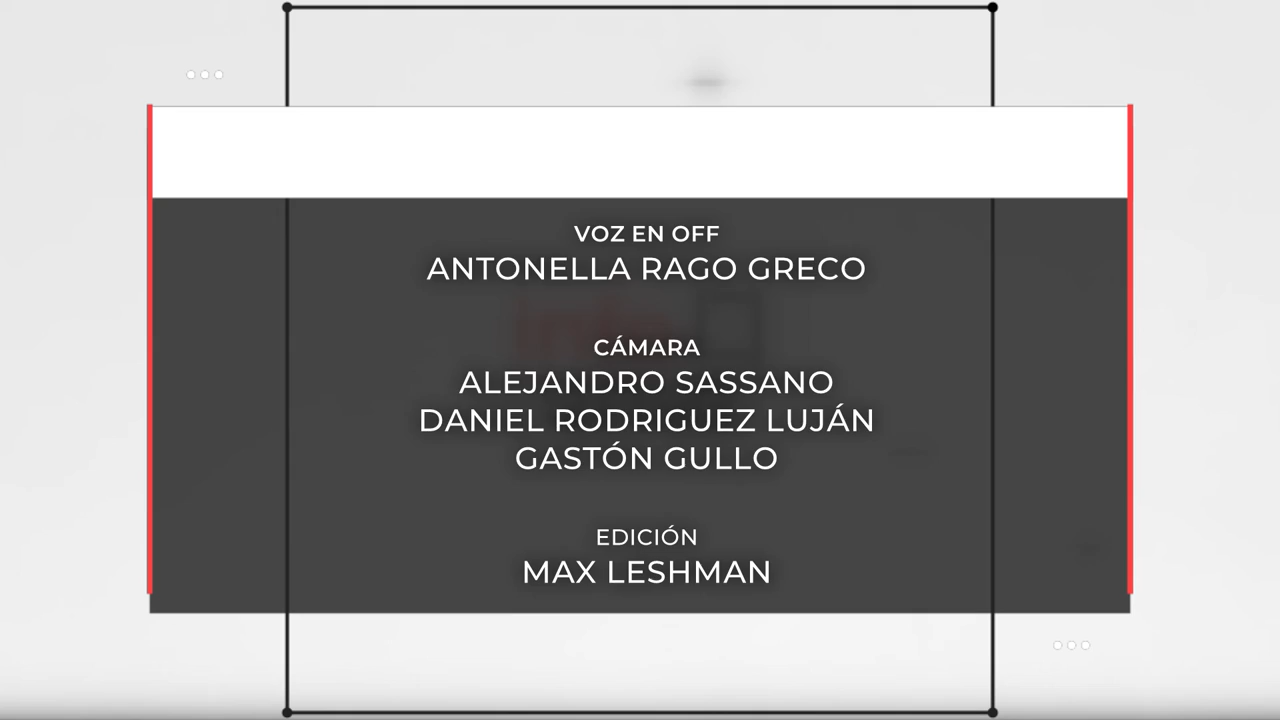 VOZ EN OFF
ANTONELLA RAGO GRECO
CÁMARA
ALEJANDRO SASSANO
DANIEL RODRIGUEZ LUJÁN
GASTÓN GULLO
EDICIÓN
MAX LESHMAN